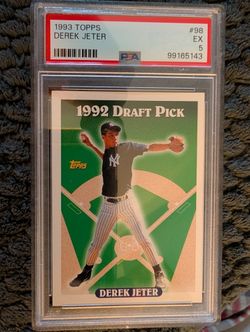 1993 TOPPS #98
DEREK JETER EX
PSA 5
99165143
1992 DRAFT PICK
Topps
DEREK JETER